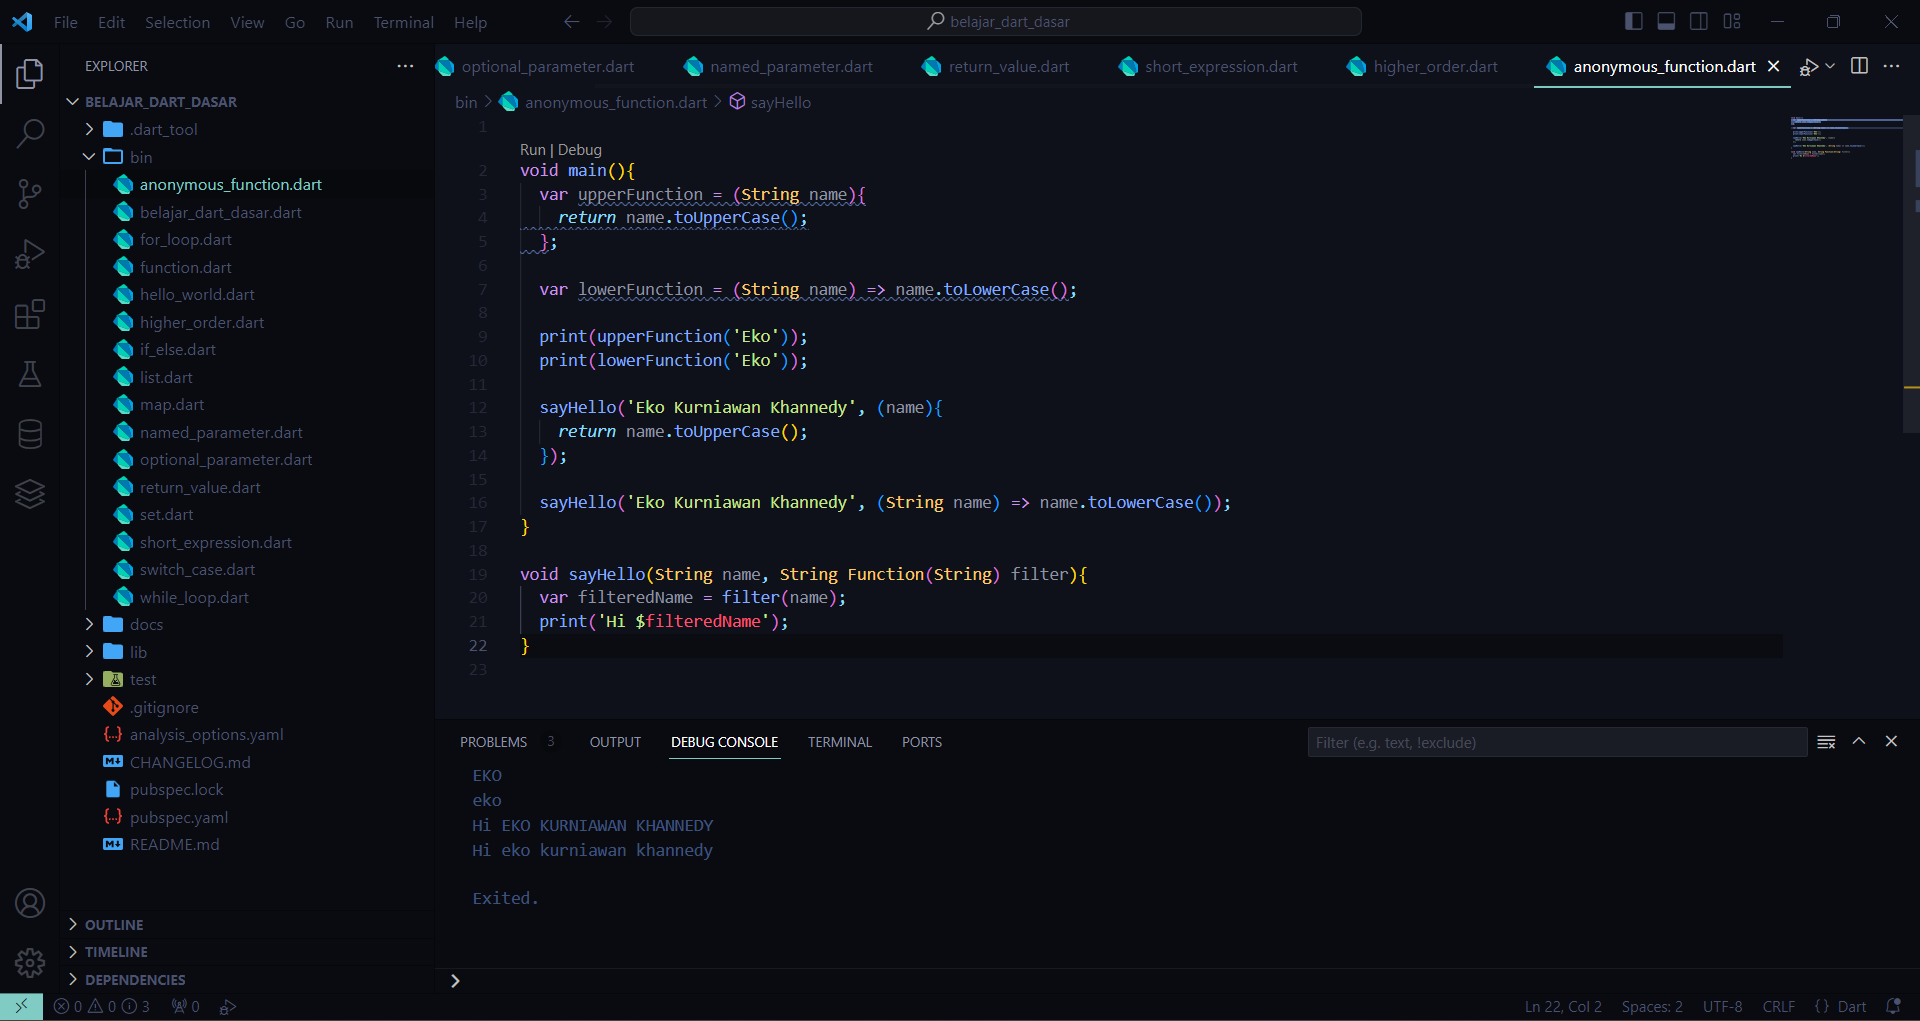 File Edit Selection View Go Run Terminal Help belajar_dart_dasar
EXPLORER
BELAJAR_DART_DASAR
.dart_tool
bin
anonymous_function.dart
belajar_dart_dasar.dart
for_loop.dart
function.dart
hello_world.dart
higher_order.dart
if_else.dart
list.dart
map.dart
named_parameter.dart
optional_parameter.dart
return_value.dart
set.dart
short_expression.dart
switch_case.dart
while_loop.dart
docs
lib
test
.gitignore
analysis_options.yaml
CHANGELOG.md
pubspec.lock
pubspec.yaml
README.md
OUTLINE
TIMELINE
DEPENDENCIES
optional_parameter.dart named_parameter.dart return_value.dart short_expression.dart higher_order.dart anonymous_function.dart
bin > anonymous_function.dart > sayHello
1
Run | Debug
2 void main(){
3 var upperFunction = (String name){
4 return name.toUpperCase();
5 };
6
7 var lowerFunction = (String name) => name.toLowerCase();
8
9 print(upperFunction('Eko'));
10 print(lowerFunction('Eko'));
11
12 sayHello('Eko Kurniawan Khannedy', (name){
13 return name.toUpperCase();
14 });
15
16 sayHello('Eko Kurniawan Khannedy', (String name) => name.toLowerCase());
17 }
18
19 void sayHello(String name, String Function(String) filter){
20 var filteredName = filter(name);
21 print('Hi $filteredName');
22 }
23
PROBLEMS 3 OUTPUT DEBUG CONSOLE TERMINAL PORTS Filter (e.g. text, !exclude)
EKO
eko
Hi EKO KURNIAWAN KHANNEDY
Hi eko kurniawan khannedy
Exited.
0 0 3 0 Ln 22, Col 2 Spaces: 2 UTF-8 CRLF {} Dart